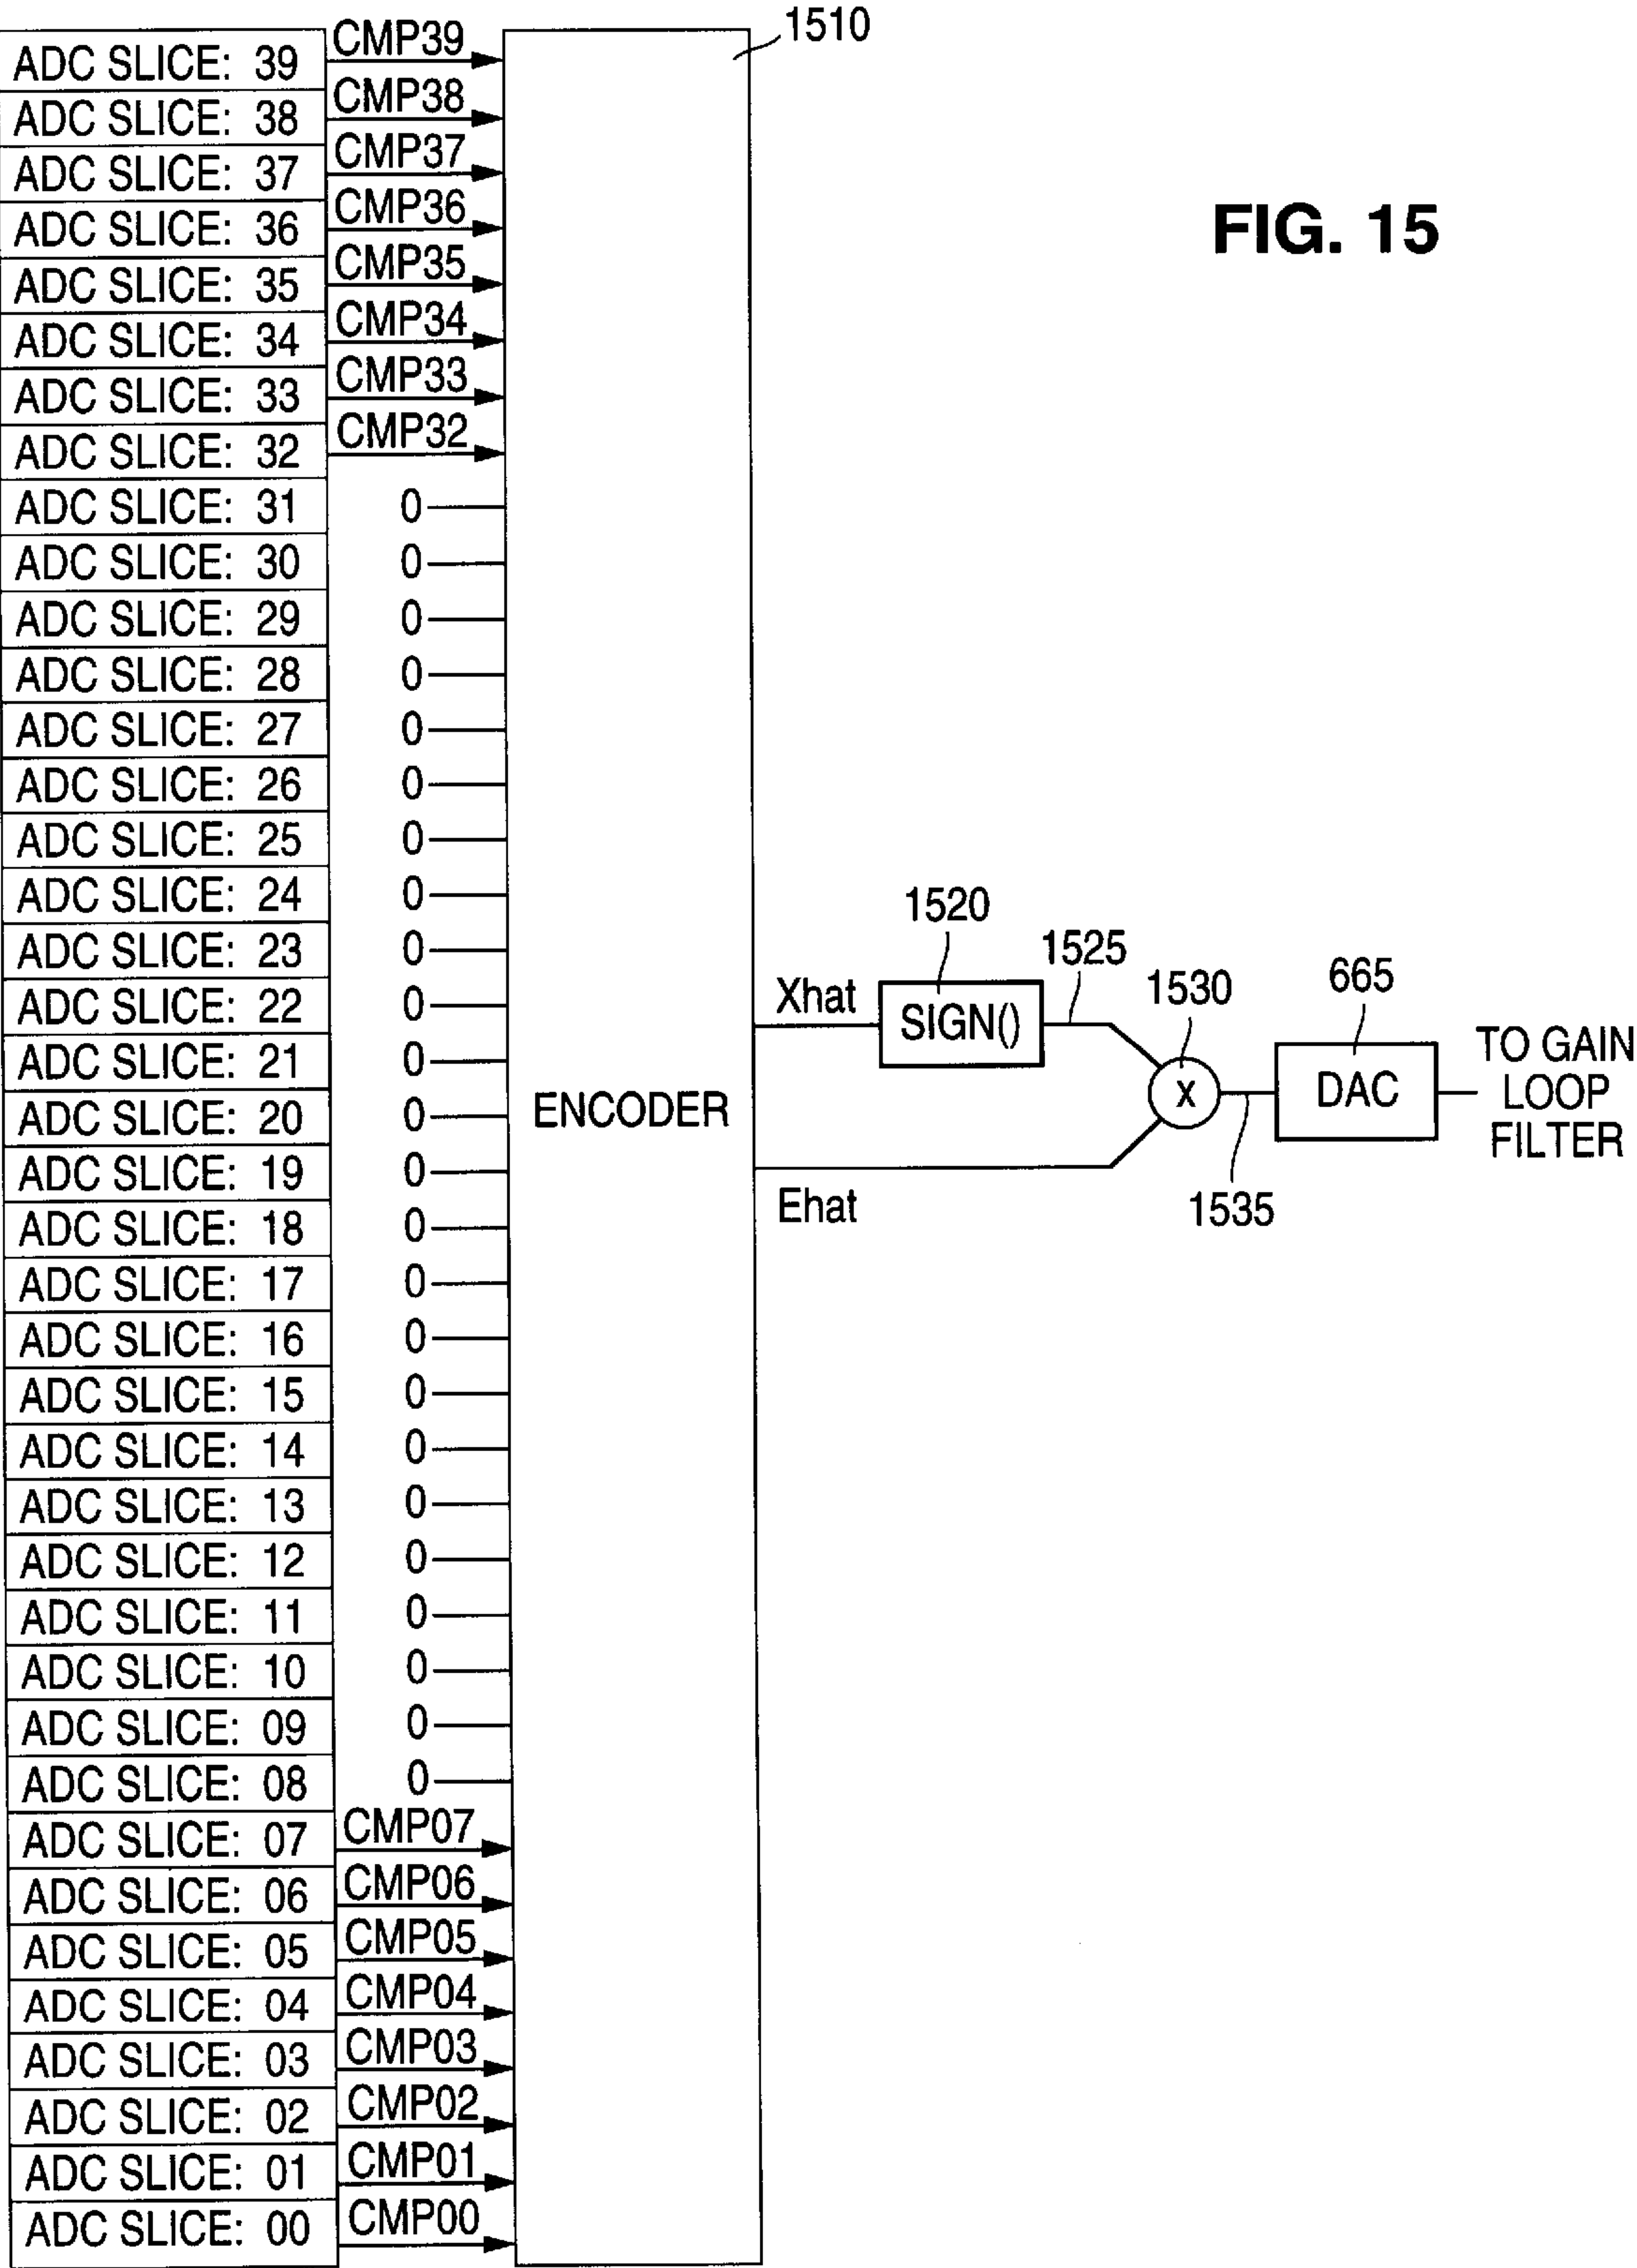 1510
FIG. 15
ADC SLICE: 39 CMP39
ADC SLICE: 38 CMP38
ADC SLICE: 37 CMP37
ADC SLICE: 36 CMP36
ADC SLICE: 35 CMP35
ADC SLICE: 34 CMP34
ADC SLICE: 33 CMP33
ADC SLICE: 32 CMP32
ADC SLICE: 31 0
ADC SLICE: 30 0
ADC SLICE: 29 0
ADC SLICE: 28 0
ADC SLICE: 27 0
ADC SLICE: 26 0
ADC SLICE: 25 0
ADC SLICE: 24 0
ADC SLICE: 23 0
ADC SLICE: 22 0
ADC SLICE: 21 0
ADC SLICE: 20 0
ADC SLICE: 19 0
ADC SLICE: 18 0
ADC SLICE: 17 0
ADC SLICE: 16 0
ADC SLICE: 15 0
ADC SLICE: 14 0
ADC SLICE: 13 0
ADC SLICE: 12 0
ADC SLICE: 11 0
ADC SLICE: 10 0
ADC SLICE: 09 0
ADC SLICE: 08 0
ADC SLICE: 07 CMP07
ADC SLICE: 06 CMP06
ADC SLICE: 05 CMP05
ADC SLICE: 04 CMP04
ADC SLICE: 03 CMP03
ADC SLICE: 02 CMP02
ADC SLICE: 01 CMP01
ADC SLICE: 00 CMP00
ENCODER
Xhat
Ehat
1520
SIGN()
1525
1530
X
1535
665
DAC
TO GAIN
LOOP
FILTER